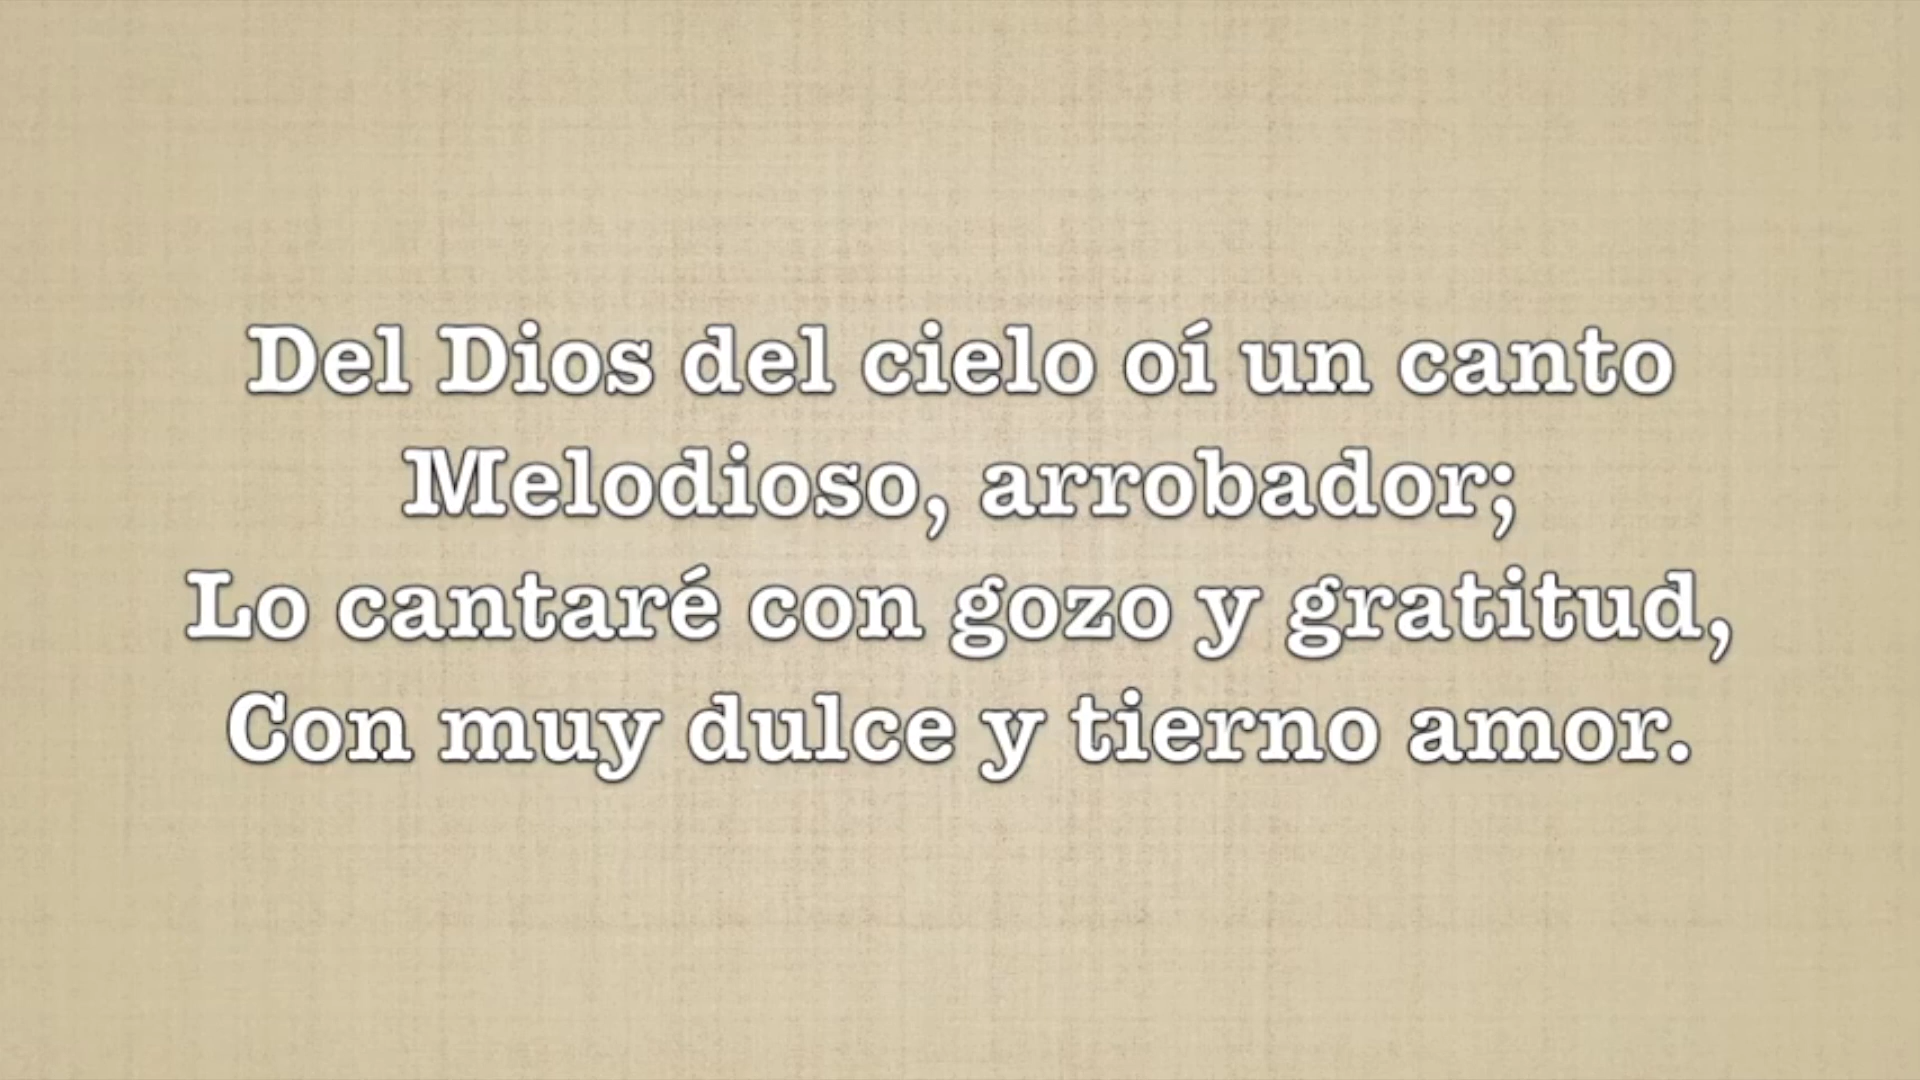 Del Dios del cielo oí un canto
Melodioso, arrobador;
Lo cantaré con gozo y gratitud,
Con muy dulce y tierno amor.